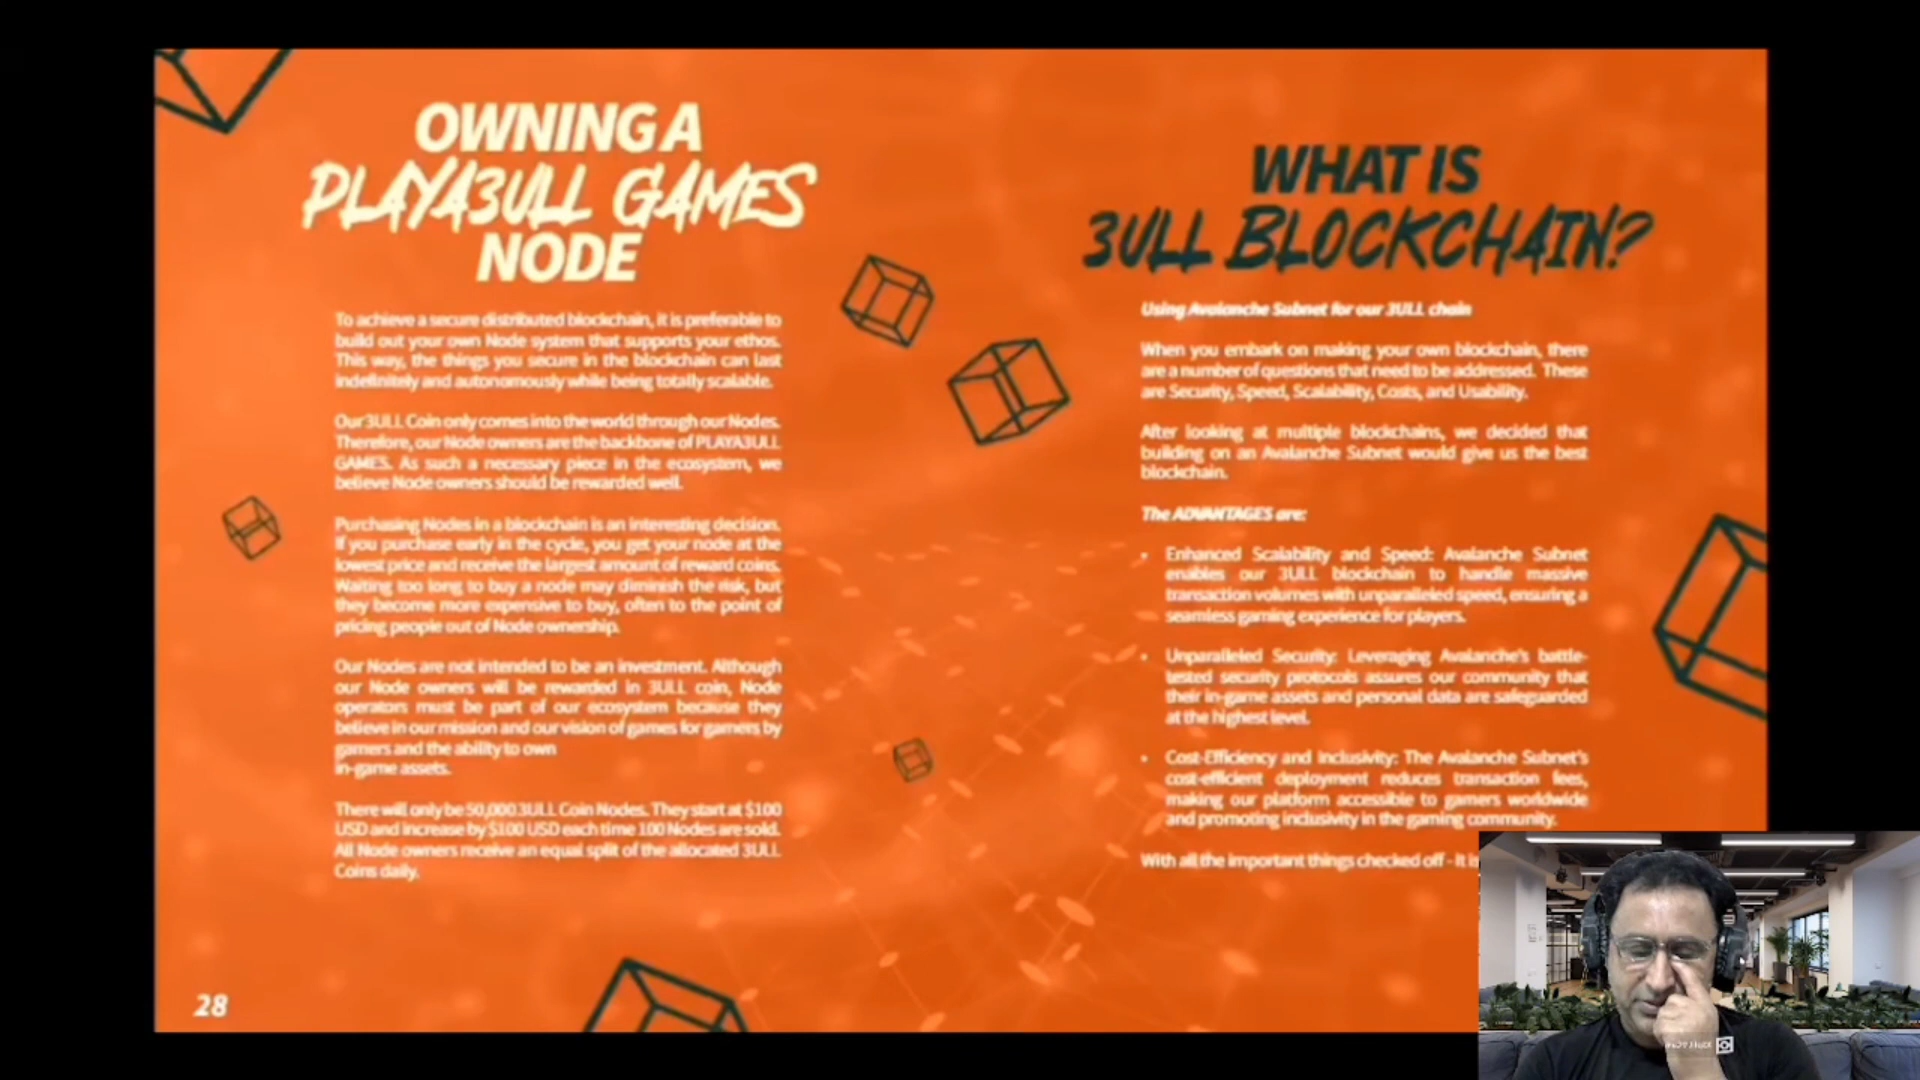 OWNING A
PLAYA3ULL GAMES
NODE
To achieve a secure distributed blockchain, it is preferable to
build out your own Node system that supports your ethos.
This way, the things you secure in the blockchain can last
indefinitely and autonomously while being totally scalable.
Our 3ULL Coin only comes into the world through our Nodes.
Therefore, our Node owners are the backbone of PLAYA3ULL
GAMES. As such a necessary piece in the ecosystem, we
believe Node owners should be rewarded well.
Purchasing Nodes in a blockchain is an interesting decision.
If you purchase early in the cycle, you get your node at the
lowest price and receive the largest amount of reward coins.
Waiting too long to buy a node may diminish the risk, but
they become more expensive to buy, often to the point of
pricing people out of Node ownership.
Our Nodes are not intended to be an investment. Although
our Node owners will be rewarded in 3ULL coin, Node
operators must be part of our ecosystem because they
believe in our mission and our vision of games for gamers by
gamers and the ability to own
in-game assets.
There will only be 50,000 3ULL Coin Nodes. They start at $100
USD and increase by $100 USD each time 100 Nodes are sold.
All Node owners receive an equal split of the allocated 3ULL
Coins daily.
28
WHAT IS
3ULL BLOCKCHAIN?
Using Avalanche Subnet for our 3ULL chain
When you embark on making your own blockchain, there
are a number of questions that need to be addressed. These
are Security, Speed, Scalability, Costs, and Usability.
After looking at multiple blockchains, we decided that
building on an Avalanche Subnet would give us the best
blockchain.
The ADVANTAGES are:
• Enhanced Scalability and Speed: Avalanche Subnet
enables our 3ULL blockchain to handle massive
transaction volumes with unparalleled speed, ensuring a
seamless gaming experience for players.
• Unparalleled Security: Leveraging Avalanche's battle-
tested security protocols assures our community that
their in-game assets and personal data are safeguarded
at the highest level.
• Cost-Efficiency and Inclusivity: The Avalanche Subnet's
cost-efficient deployment reduces transaction fees,
making our platform accessible to gamers worldwide
and promoting inclusivity in the gaming community.
With all the important things checked off - it is